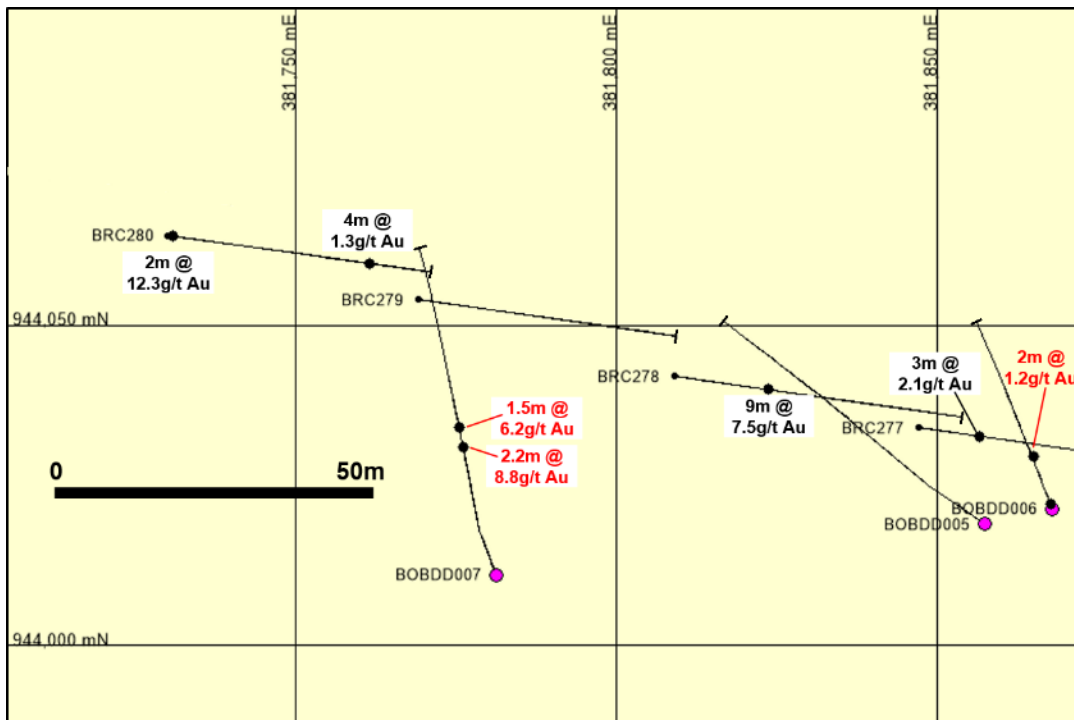 381,750 mE
381,800 mE
381,850 mE
BRC280
2m @
12.3g/t Au
4m @
1.3g/t Au
BRC279
944,050 mN
BRC278
9m @
7.5g/t Au
3m @
2.1g/t Au
2m @
1.2g/t Au
BRC277
1.5m @
6.2g/t Au
2.2m @
8.8g/t Au
0
50m
BOBDD006
BOBDD005
BOBDD007
944,000 mN